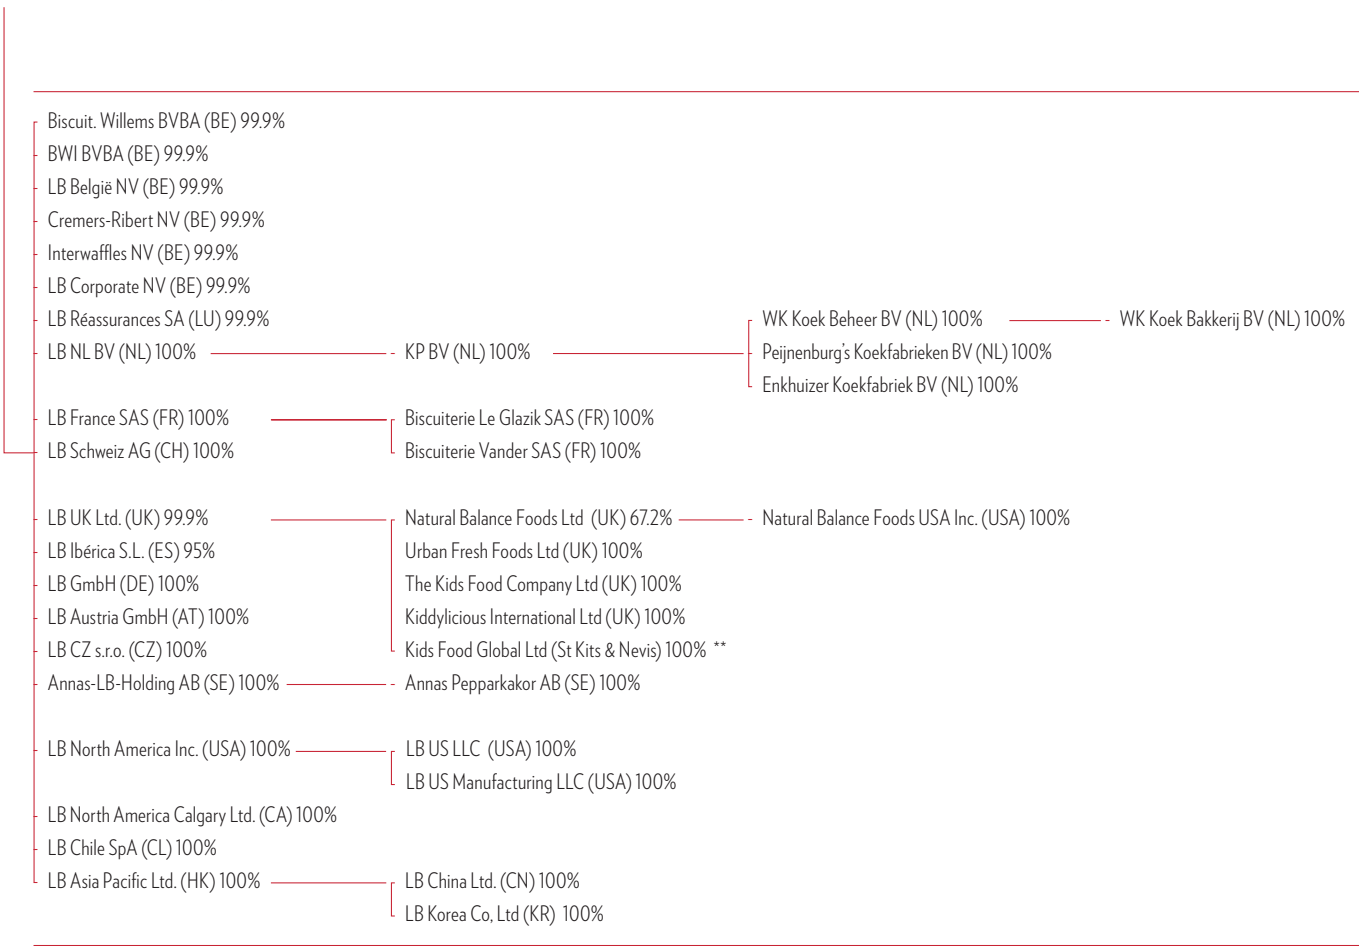 Biscuit. Willems BVBA (BE) 99.9%
BWI BVBA (BE) 99.9%
LB België NV (BE) 99.9%
Cremers-Ribert NV (BE) 99.9%
Interwaffles NV (BE) 99.9%
LB Corporate NV (BE) 99.9%
LB Réassurances SA (LU) 99.9% WK Koek Beheer BV (NL) 100% - WK Koek Bakkerij BV (NL) 100%
LB NL BV (NL) 100% - KP BV (NL) 100% Peijnenburg's Koekfabrieken BV (NL) 100%
Enkhuizer Koekfabriek BV (NL) 100%
LB France SAS (FR) 100% Biscuiterie Le Glazik SAS (FR) 100%
LB Schweiz AG (CH) 100% Biscuiterie Vander SAS (FR) 100%
LB UK Ltd. (UK) 99.9% Natural Balance Foods Ltd (UK) 67.2% - Natural Balance Foods USA Inc. (USA) 100%
LB Ibérica S.L. (ES) 95% Urban Fresh Foods Ltd (UK) 100%
LB GmbH (DE) 100% The Kids Food Company Ltd (UK) 100%
LB Austria GmbH (AT) 100% Kiddylicious International Ltd (UK) 100%
LB CZ s.r.o. (CZ) 100% Kids Food Global Ltd (St Kits & Nevis) 100% **
Annas-LB-Holding AB (SE) 100% - Annas Pepparkakor AB (SE) 100%
LB North America Inc. (USA) 100% LB US LLC (USA) 100%
LB US Manufacturing LLC (USA) 100%
LB North America Calgary Ltd. (CA) 100%
LB Chile SpA (CL) 100%
LB Asia Pacific Ltd. (HK) 100% LB China Ltd. (CN) 100%
LB Korea Co, Ltd (KR) 100%